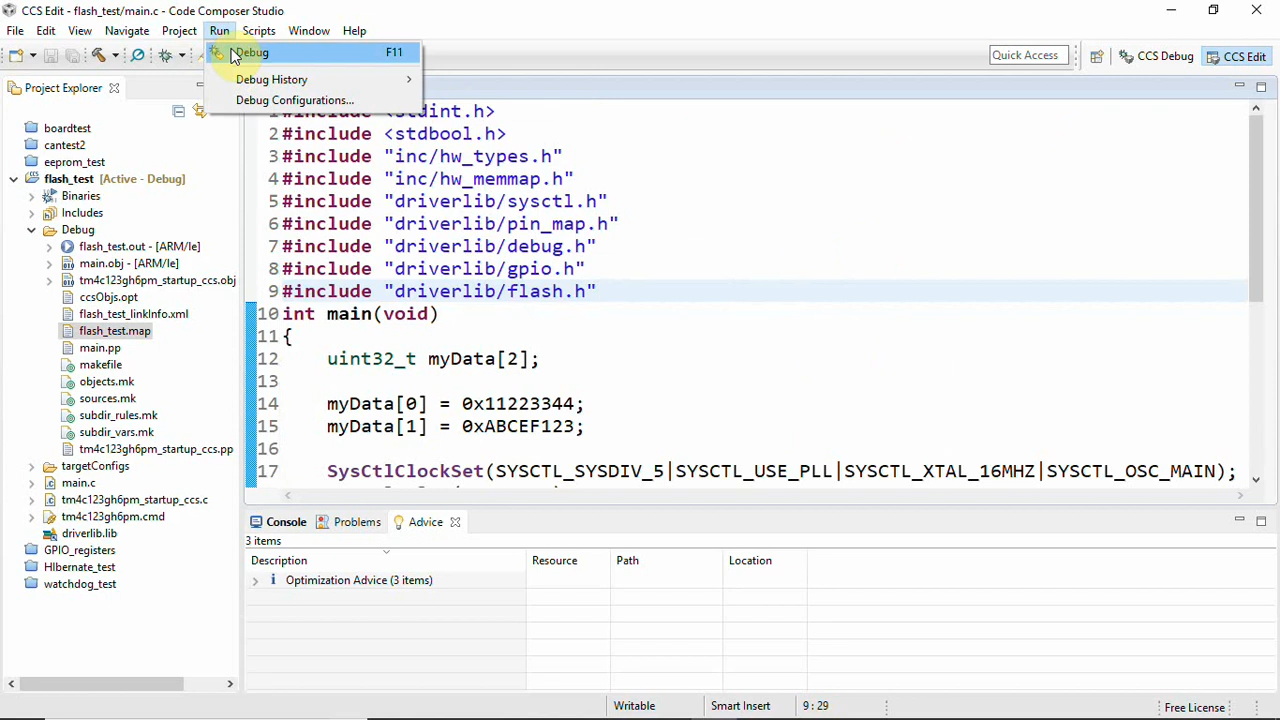 CCS Edit - flash_test/main.c - Code Composer Studio
File Edit View Navigate Project Run Scripts Window Help
Debug F11
Debug History
Debug Configurations...
Quick Access
CCS Debug
CCS Edit
Project Explorer
boardtest
cantest2
eeprom_test
flash_test [Active - Debug]
Binaries
Includes
Debug
flash_test.out - [ARM/le]
main.obj - [ARM/le]
tm4c123gh6pm_startup_ccs.obj
ccsObjs.opt
flash_test_linkInfo.xml
flash_test.map
main.pp
makefile
objects.mk
sources.mk
subdir_rules.mk
subdir_vars.mk
tm4c123gh6pm_startup_ccs.pp
targetConfigs
main.c
tm4c123gh6pm_startup_ccs.c
tm4c123gh6pm.cmd
driverlib.lib
GPIO_registers
HIbernate_test
watchdog_test
1 #include <stdint.h>
2 #include <stdbool.h>
3 #include "inc/hw_types.h"
4 #include "inc/hw_memmap.h"
5 #include "driverlib/sysctl.h"
6 #include "driverlib/pin_map.h"
7 #include "driverlib/debug.h"
8 #include "driverlib/gpio.h"
9 #include "driverlib/flash.h"
10 int main(void)
11 {
12 uint32_t myData[2];
13
14 myData[0] = 0x11223344;
15 myData[1] = 0xABCEF123;
16
17 SysCtlClockSet(SYSCTL_SYSDIV_5|SYSCTL_USE_PLL|SYSCTL_XTAL_16MHZ|SYSCTL_OSC_MAIN);
Console Problems Advice
3 items
Description Resource Path Location
Optimization Advice (3 items)
Writable Smart Insert 9 : 29 Free License